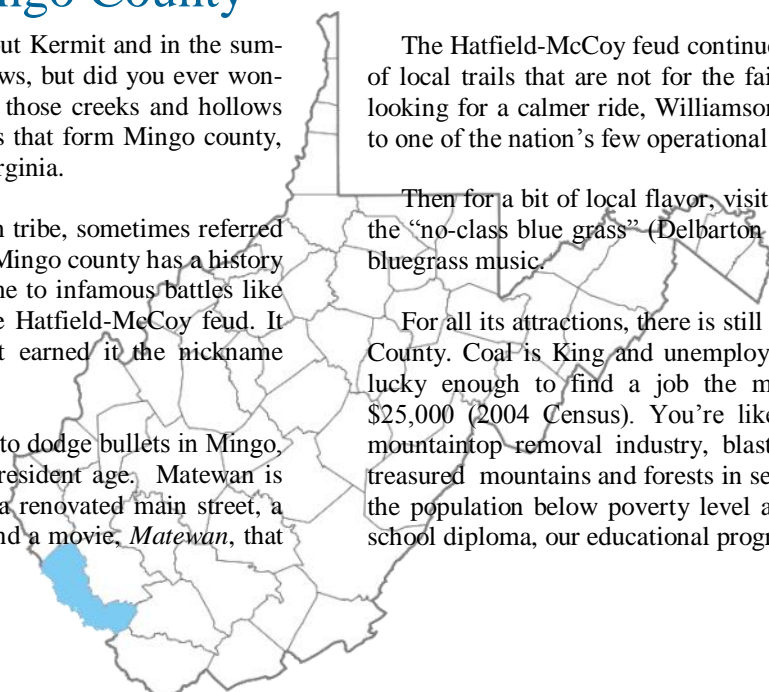 ngo County
ut Kermit and in the sum-
ws, but did you ever won-
those creeks and hollows
s that form Mingo county,
rginia.
n tribe, sometimes referred
Mingo county has a history
ne to infamous battles like
e Hatfield-McCoy feud. It
t earned it the nickname
to dodge bullets in Mingo,
resident age. Matewan is
a renovated main street, a
nd a movie, Matewan, that
The Hatfield-McCoy feud continue
of local trails that are not for the fai
looking for a calmer ride, Williamson
to one of the nation’s few operational
Then for a bit of local flavor, visit
the “no-class blue grass” (Delbarton
bluegrass music.
For all its attractions, there is still
County. Coal is King and unemploy
lucky enough to find a job the m
$25,000 (2004 Census). You’re like
mountaintop removal industry, blast
treasured mountains and forests in se
the population below poverty level a
school diploma, our educational progr